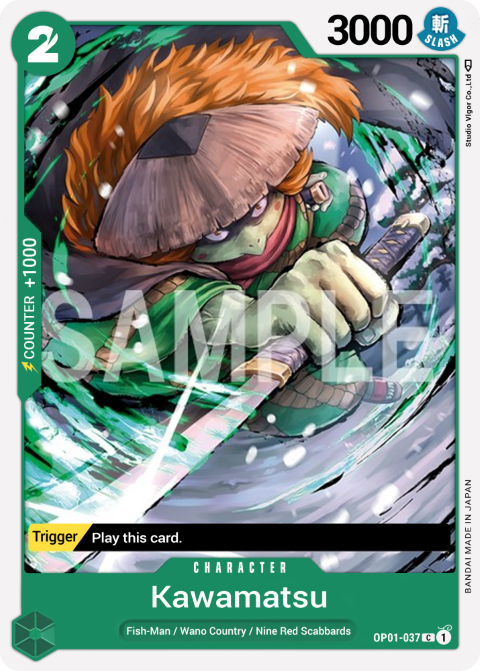 2
3000
斬
SLASH
Studio Vigor Co.,Ltd
COUNTER +1000
SAMPLE
Trigger Play this card.
BANDAI MADE IN JAPAN
CHARACTER
Kawamatsu
Fish-Man / Wano Country / Nine Red Scabbards
OP01-037 C 1